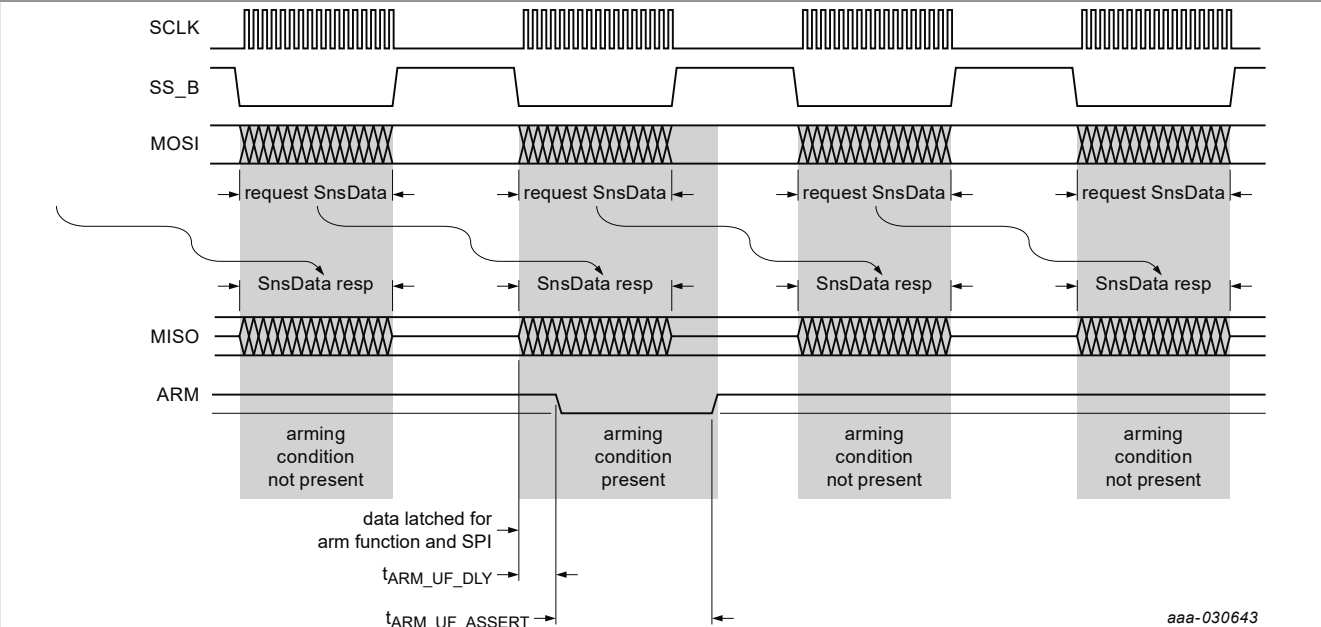 SCLK
SS_B
MOSI
request SnsData request SnsData request SnsData request SnsData
SnsData resp SnsData resp SnsData resp SnsData resp
MISO
ARM
arming arming arming arming
condition condition condition condition
not present present not present not present
data latched for
arm function and SPI
tARM_UF_DLY
tARM_UF_ASSERT
aaa-030643